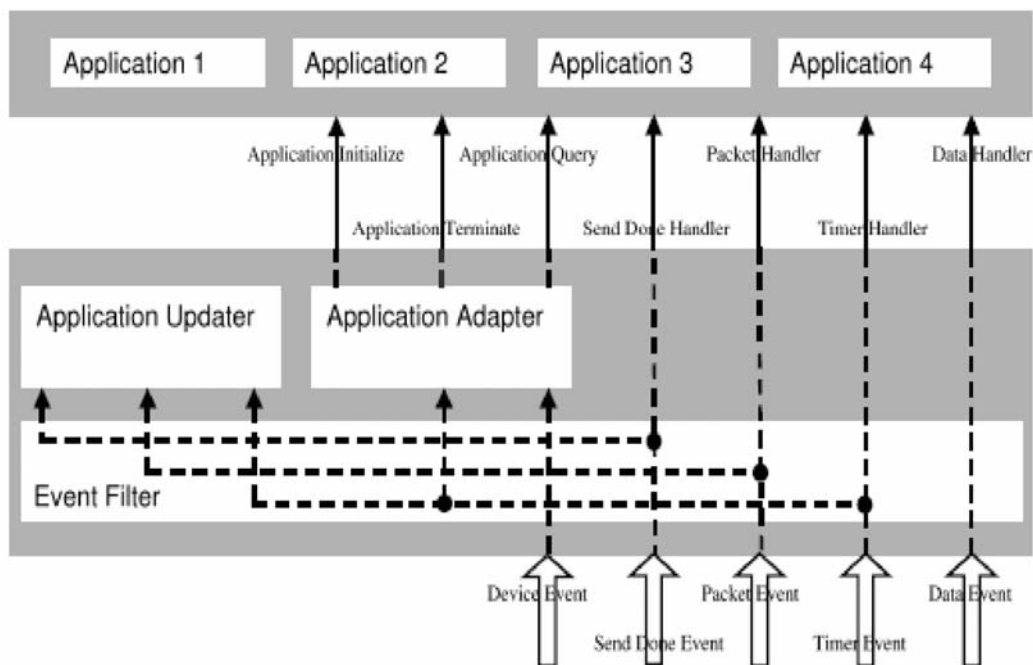 Application 1
Application 2
Application 3
Application 4
Application Initialize
Application Query
Packet Handler
Data Handler
Application Terminate
Send Done Handler
Timer Handler
Application Updater
Application Adapter
Event Filter
Device Event
Packet Event
Data Event
Send Done Event
Timer Event